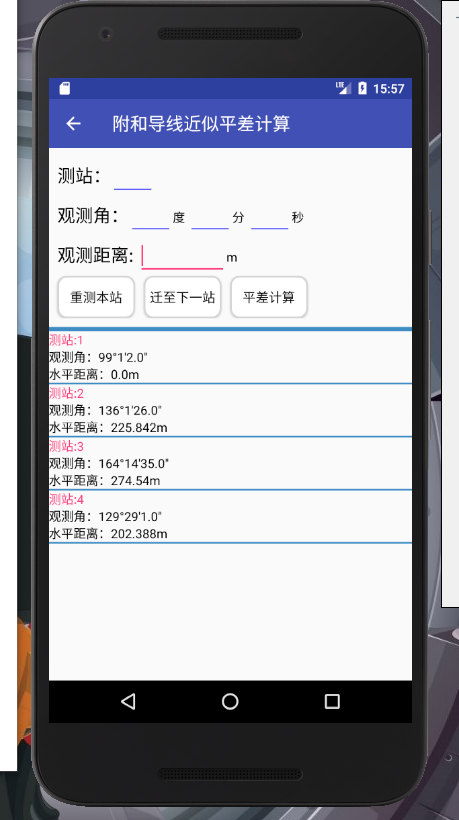 LTE 15:57
附和导线近似平差计算
测站：
观测角： 度 分 秒
观测距离: m
重测本站 迁至下一站 平差计算
测站:1
观测角：99°1'2.0"
水平距离：0.0m
测站:2
观测角：136°1'26.0"
水平距离：225.842m
测站:3
观测角：164°14'35.0"
水平距离：274.54m
测站:4
观测角：129°29'1.0"
水平距离：202.388m